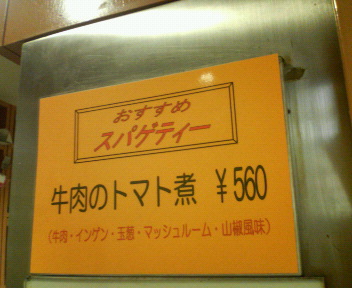 おすすめ
スパゲティー
牛肉のトマト煮 ¥560
(牛肉・インゲン・玉葱・マッシュルーム・山椒風味)